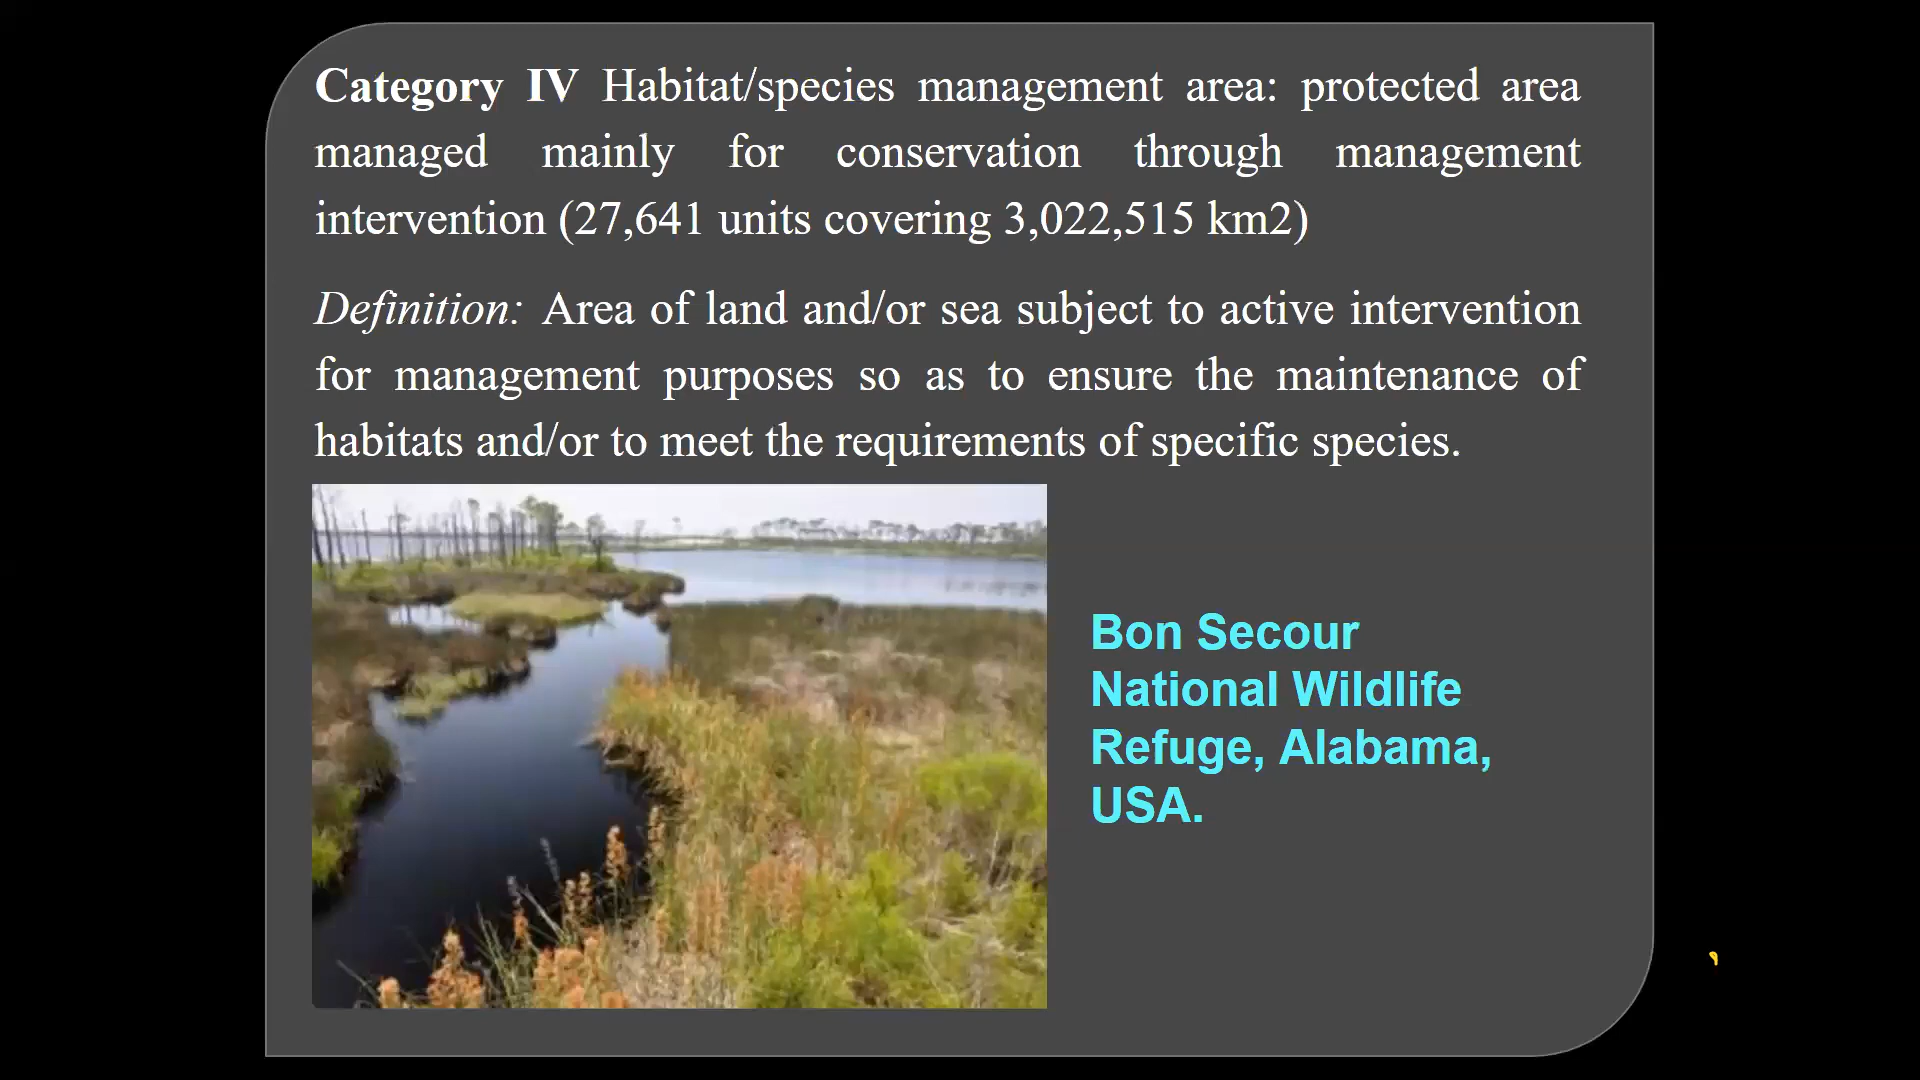 Category IV Habitat/species management area: protected area
managed mainly for conservation through management
intervention (27,641 units covering 3,022,515 km2)
Definition: Area of land and/or sea subject to active intervention
for management purposes so as to ensure the maintenance of
habitats and/or to meet the requirements of specific species.
Bon Secour
National Wildlife
Refuge, Alabama,
USA.